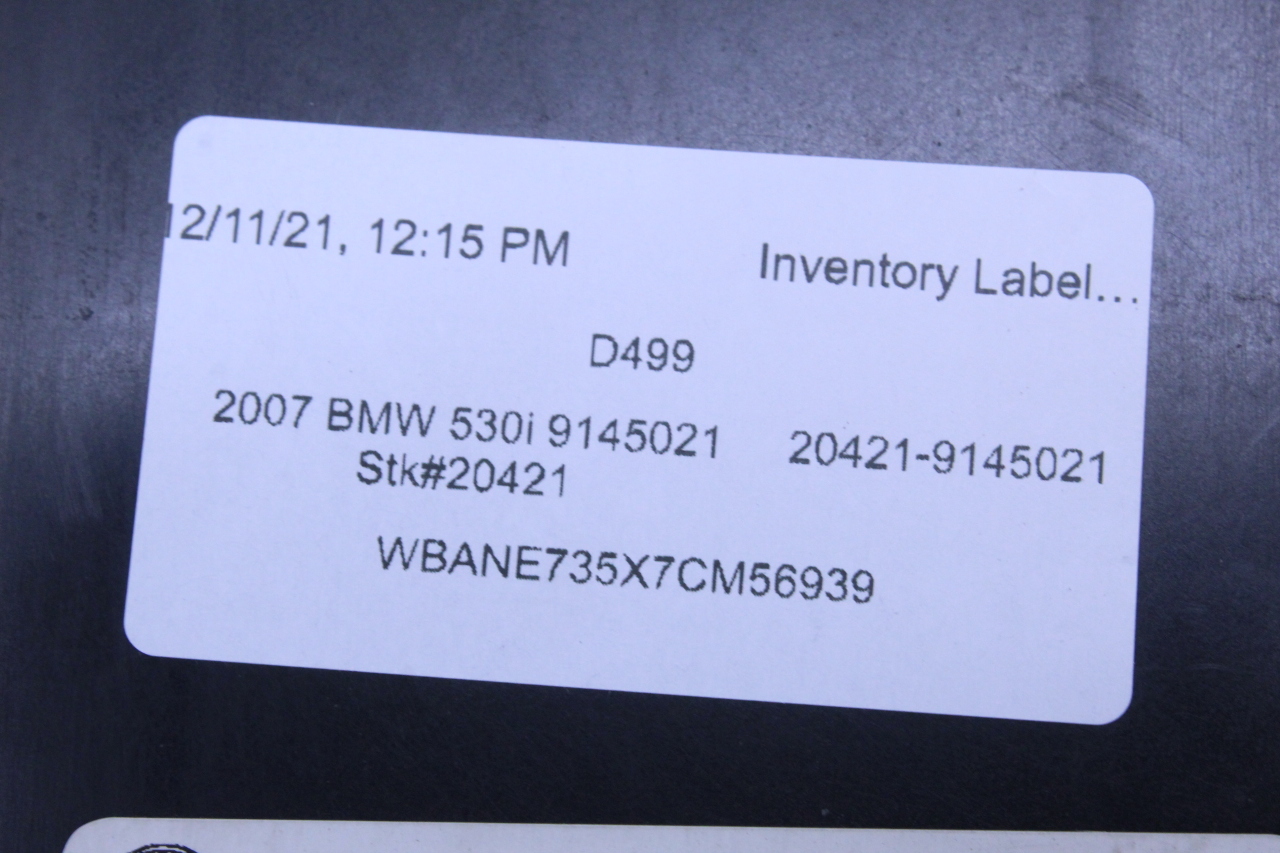 12/11/21, 12:15 PM
Inventory Label...
D499
2007 BMW 530i 9145021
20421-9145021
Stk#20421
WBANE735X7CM56939